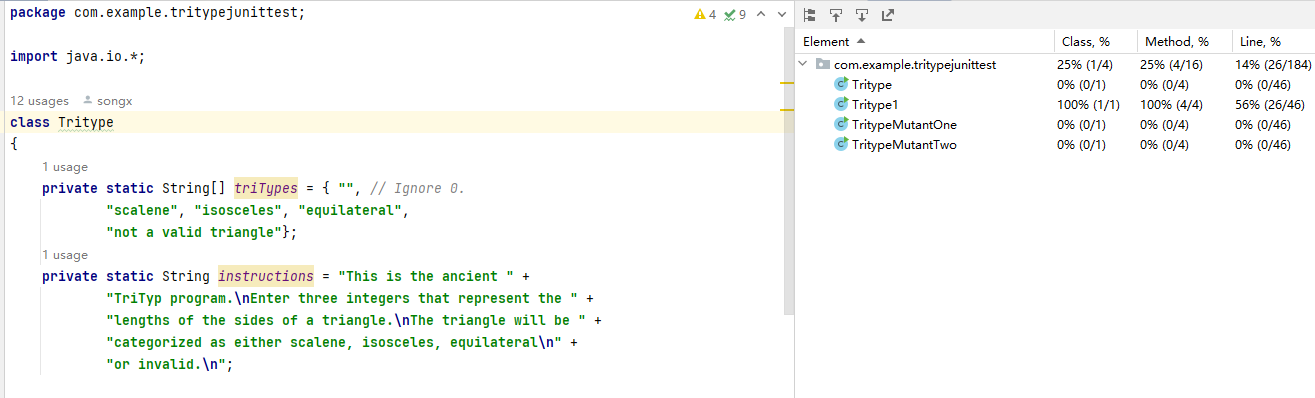 package com.example.tritypejunittest;
4 9
import java.io.*;
12 usages songx
class Tritype
{
1 usage
private static String[] triTypes = { "", // Ignore 0.
"scalene", "isosceles", "equilateral",
"not a valid triangle"};
1 usage
private static String instructions = "This is the ancient " +
"TriTyp program.\nEnter three integers that represent the " +
"lengths of the sides of a triangle.\nThe triangle will be " +
"categorized as either scalene, isosceles, equilateral\n" +
"or invalid.\n";
Element Class, % Method, % Line, %
com.example.tritypejunittest 25% (1/4) 25% (4/16) 14% (26/184)
Tritype 0% (0/1) 0% (0/4) 0% (0/46)
Tritype1 100% (1/1) 100% (4/4) 56% (26/46)
TritypeMutantOne 0% (0/1) 0% (0/4) 0% (0/46)
TritypeMutantTwo 0% (0/1) 0% (0/4) 0% (0/46)